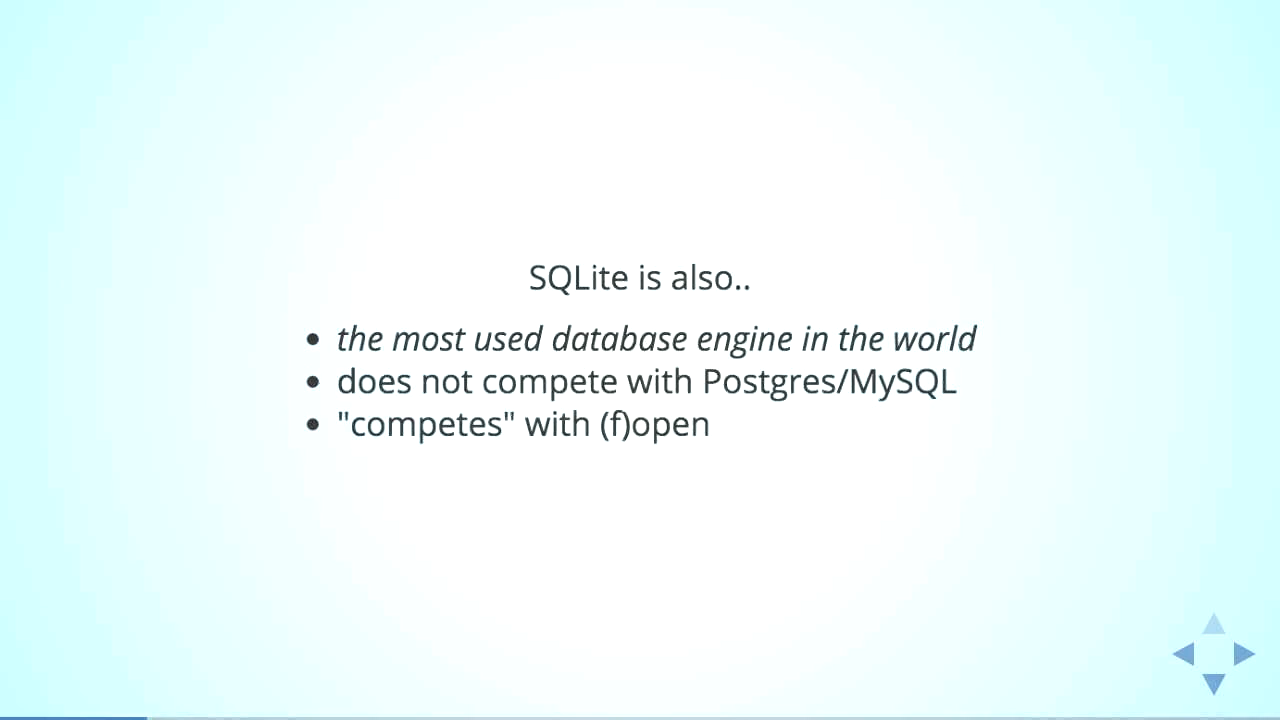 SQLite is also..
• the most used database engine in the world
• does not compete with Postgres/MySQL
• "competes" with (f)open